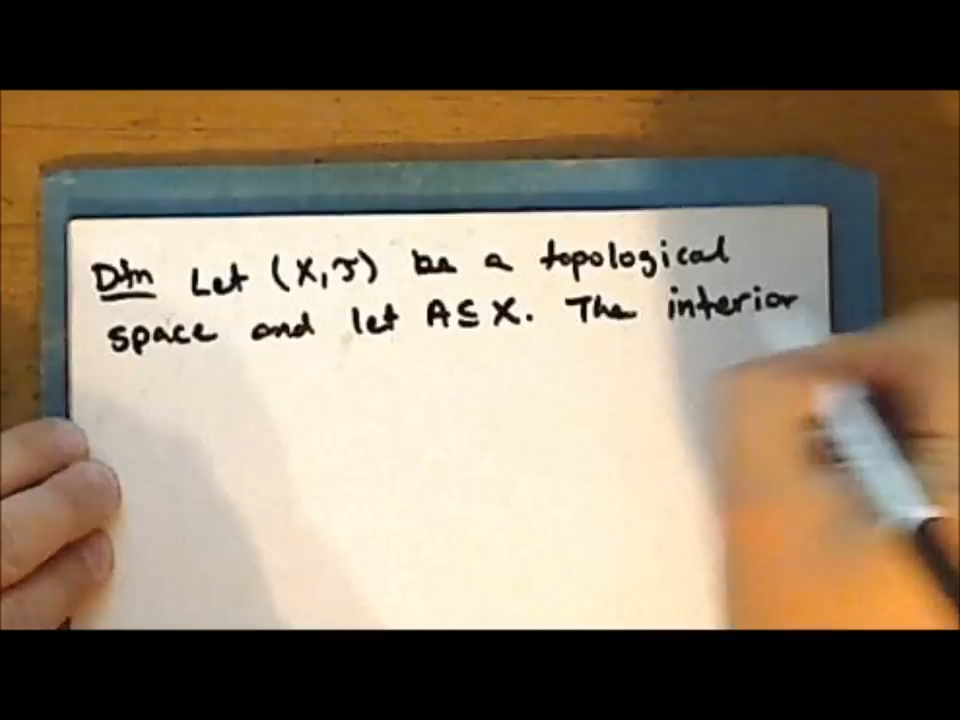 Dfn Let (X,𝒯) be a topological
space and let A⊆X. The interior